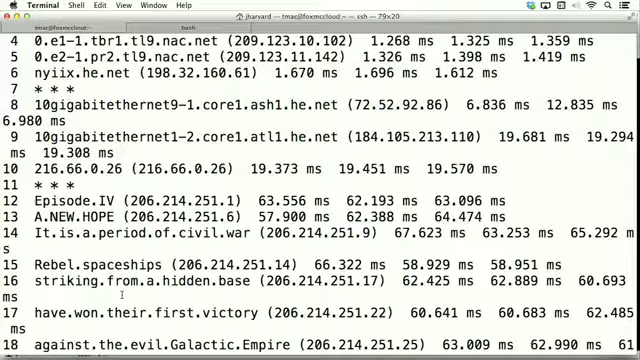 Terminal Shell Edit View Window Help
jharvard — tmac@foxmccloud:~ — ssh — 79×20
tmac@foxmccloud:~ bash
4 0.e1-1.tbr1.tl9.nac.net (209.123.10.102) 1.268 ms 1.325 ms 1.359 ms
5 0.e2-1.pr2.tl9.nac.net (209.123.11.142) 1.326 ms 1.398 ms 1.419 ms
6 nyiix.he.net (198.32.160.61) 1.670 ms 1.696 ms 1.612 ms
7 * * *
8 10gigabitethernet9-1.core1.ash1.he.net (72.52.92.86) 6.836 ms 12.835 ms
6.980 ms
9 10gigabitethernet1-2.core1.atl1.he.net (184.105.213.110) 19.681 ms 19.294
ms 19.308 ms
10 216.66.0.26 (216.66.0.26) 19.373 ms 19.451 ms 19.570 ms
11 * * *
12 Episode.IV (206.214.251.1) 63.556 ms 62.193 ms 63.096 ms
13 A.NEW.HOPE (206.214.251.6) 57.900 ms 62.388 ms 64.474 ms
14 It.is.a.period.of.civil.war (206.214.251.9) 67.623 ms 63.253 ms 65.292 m
s
15 Rebel.spaceships (206.214.251.14) 66.322 ms 58.929 ms 58.951 ms
16 striking.from.a.hidden.base (206.214.251.17) 62.425 ms 62.889 ms 60.693
ms
17 have.won.their.first.victory (206.214.251.22) 60.641 ms 60.683 ms 62.485
ms
18 against.the.evil.Galactic.Empire (206.214.251.25) 63.009 ms 62.990 ms 61